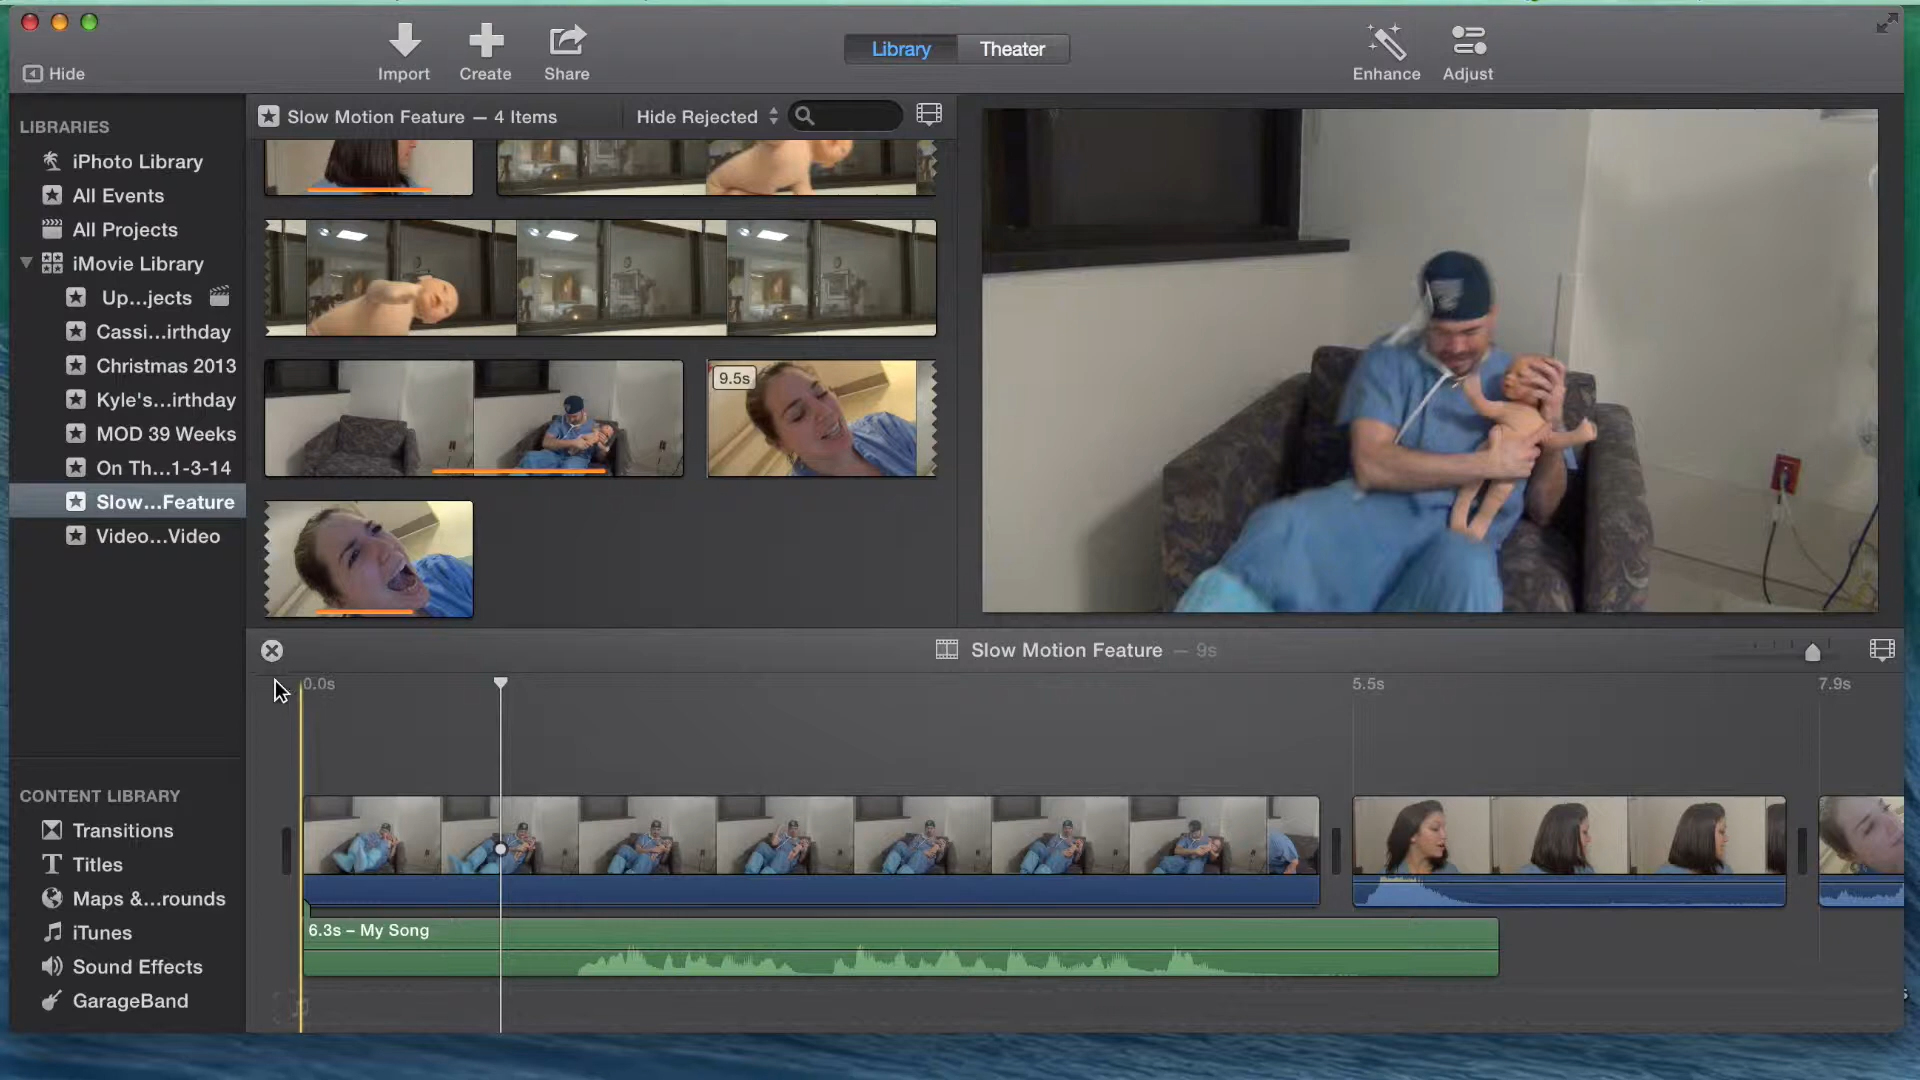 Import
Create
Share
Library
Theater
Enhance
Adjust
Hide
LIBRARIES
iPhoto Library
All Events
All Projects
iMovie Library
Up...jects
Cassi...irthday
Christmas 2013
Kyle's...irthday
MOD 39 Weeks
On Th...1-3-14
Slow...Feature
Video...Video
CONTENT LIBRARY
Transitions
Titles
Maps &...rounds
iTunes
Sound Effects
GarageBand
Slow Motion Feature — 4 Items
Hide Rejected
9.5s
Slow Motion Feature — 9s
0.0s
5.5s
7.9s
6.3s – My Song